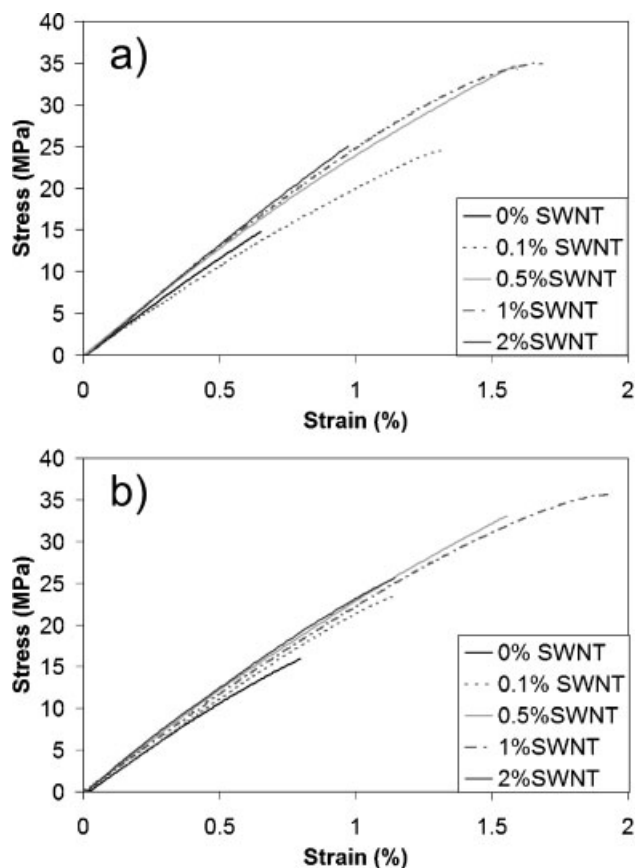 a)
40
35
30
25
20
15
10
5
0
Stress (MPa)
0% SWNT
0.1% SWNT
0.5%SWNT
1%SWNT
2%SWNT
0 0.5 1 1.5 2
Strain (%)
b)
40
35
30
25
20
15
10
5
0
Stress (MPa)
0% SWNT
0.1% SWNT
0.5%SWNT
1%SWNT
2%SWNT
0 0.5 1 1.5 2
Strain (%)